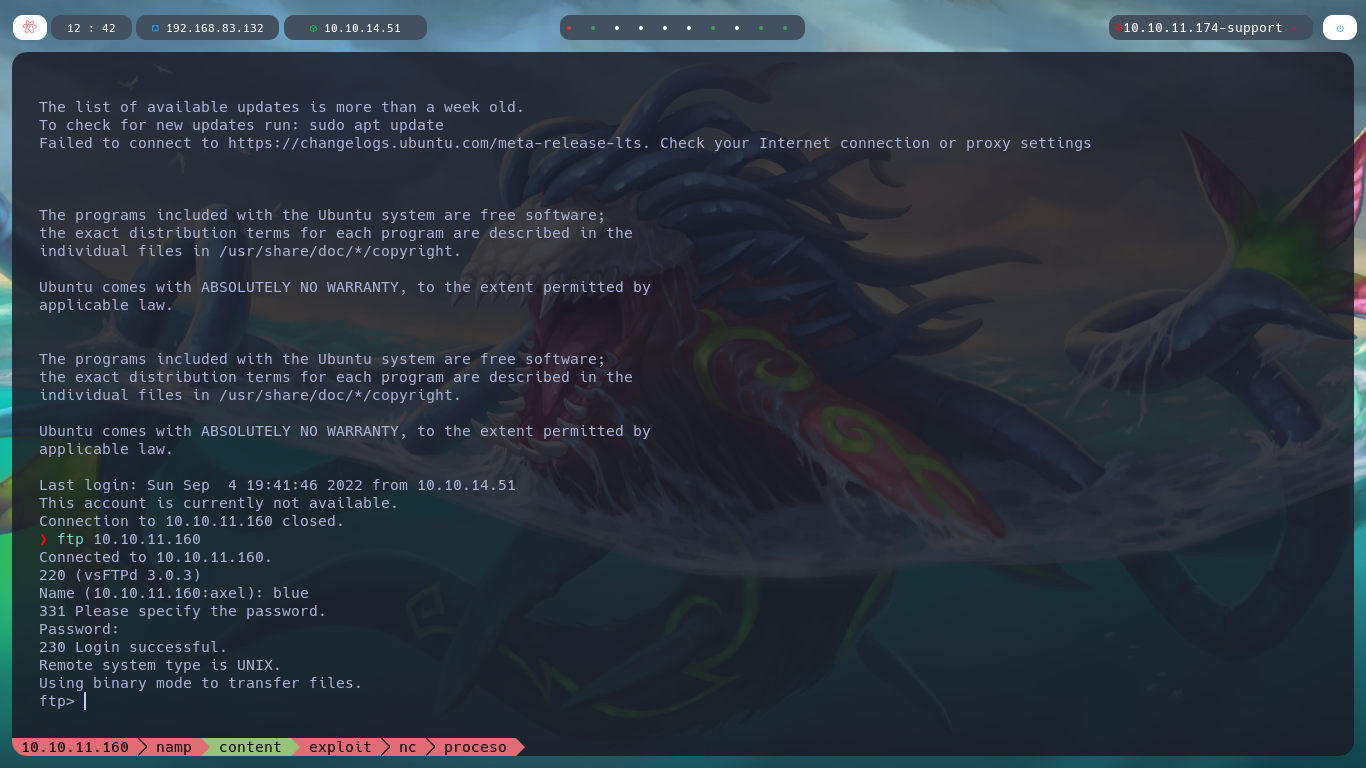 12 : 42
192.168.83.132
10.10.14.51
10.10.11.174-support
The list of available updates is more than a week old.
To check for new updates run: sudo apt update
Failed to connect to https://changelogs.ubuntu.com/meta-release-lts. Check your Internet connection or proxy settings
The programs included with the Ubuntu system are free software;
the exact distribution terms for each program are described in the
individual files in /usr/share/doc/*/copyright.
Ubuntu comes with ABSOLUTELY NO WARRANTY, to the extent permitted by
applicable law.
The programs included with the Ubuntu system are free software;
the exact distribution terms for each program are described in the
individual files in /usr/share/doc/*/copyright.
Ubuntu comes with ABSOLUTELY NO WARRANTY, to the extent permitted by
applicable law.
Last login: Sun Sep  4 19:41:46 2022 from 10.10.14.51
This account is currently not available.
Connection to 10.10.11.160 closed.
❯ ftp 10.10.11.160
Connected to 10.10.11.160.
220 (vsFTPd 3.0.3)
Name (10.10.11.160:axel): blue
331 Please specify the password.
Password:
230 Login successful.
Remote system type is UNIX.
Using binary mode to transfer files.
ftp>
10.10.11.160 namp content exploit nc proceso